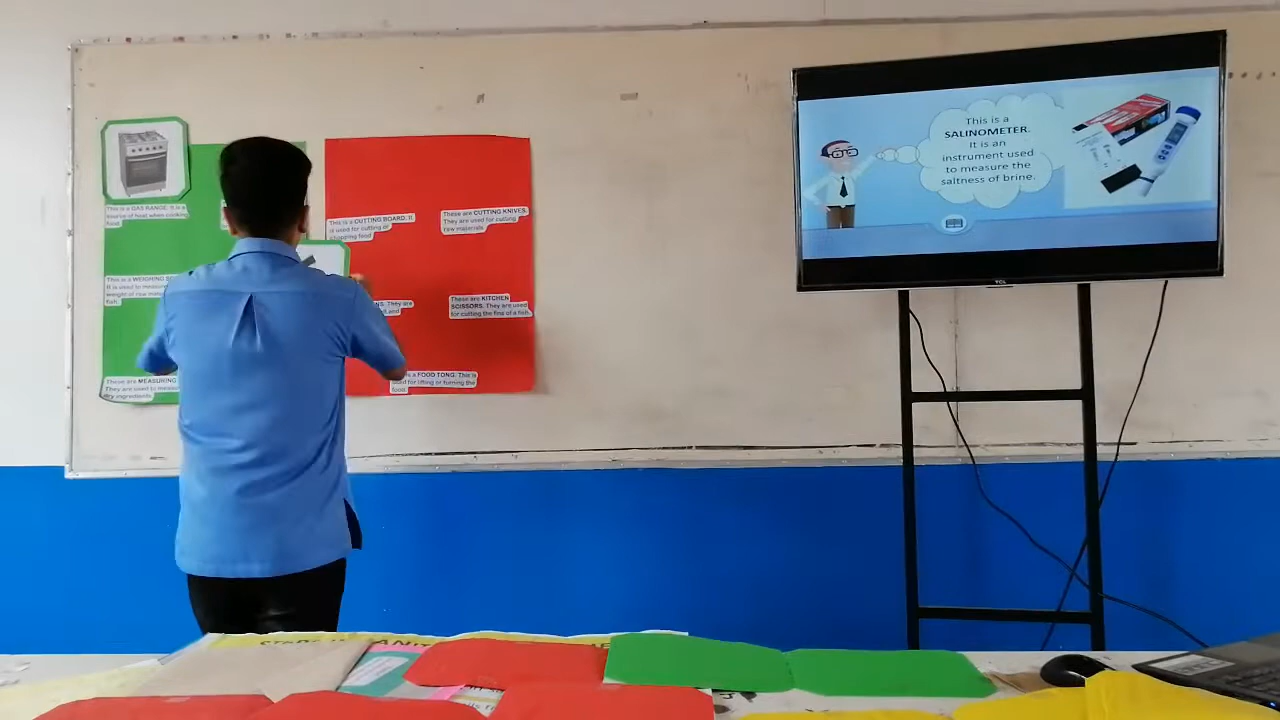 This is a GAS RANGE. It is a
source of heat when cooking
food
This is a WEIGHING
It is used to measure
weight of raw
fish.
These are MEASURING
They are used to measure
dry ingredients
This is a CUTTING BOARD. It
is used for cutting or
chopping food
These are CUTTING KNIVES.
They are used for cutting
raw materials
They are
and
These are KITCHEN
SCISSORS. They are used
for cutting the fins of a fish.
is a FOOD TONG. This is
used for lifting or turning the
food.
This is a
SALINOMETER.
It is an
instrument used
to measure the
saltness of brine.
TCL